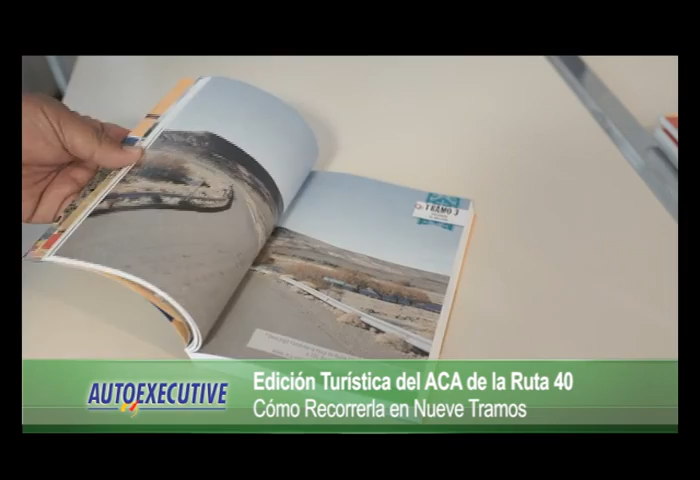 TRAMO 3
AUTOEXECUTIVE
Edición Turística del ACA de la Ruta 40
Cómo Recorrerla en Nueve Tramos